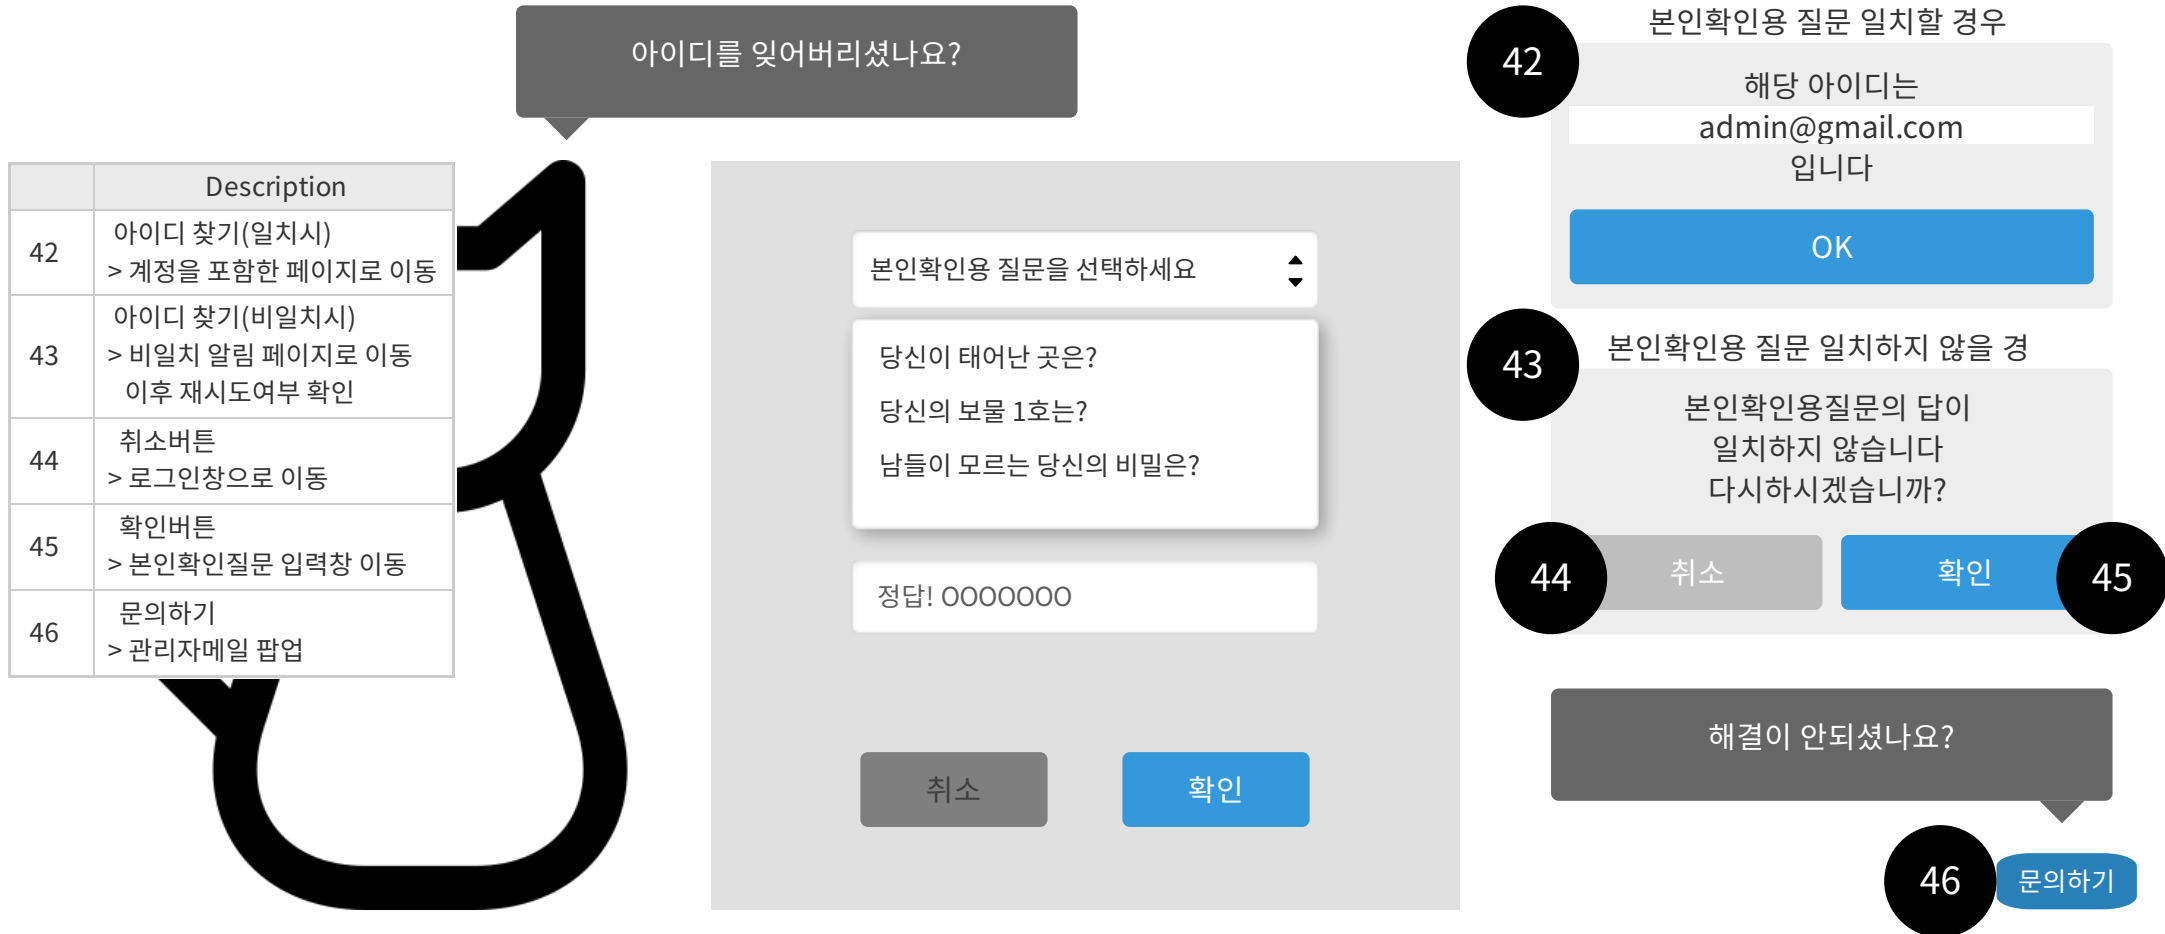 아이디를 잊어버리셨나요?
Description
42
아이디 찾기(일치시)
> 계정을 포함한 페이지로 이동
43
아이디 찾기(비일치시)
> 비일치 알림 페이지로 이동
이후 재시도여부 확인
44
취소버튼
> 로그인창으로 이동
45
확인버튼
> 본인확인질문 입력창 이동
46
문의하기
> 관리자메일 팝업
본인확인용 질문을 선택하세요
당신이 태어난 곳은?
당신의 보물 1호는?
남들이 모르는 당신의 비밀은?
정답! OOOOOOO
취소
확인
42
본인확인용 질문 일치할 경우
해당 아이디는
admin@gmail.com
입니다
OK
43
본인확인용 질문 일치하지 않을 경
본인확인용질문의 답이
일치하지 않습니다
다시하시겠습니까?
44
취소
확인
45
해결이 안되셨나요?
46
문의하기